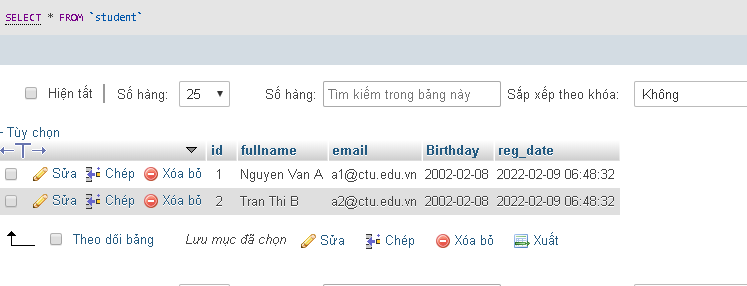 SELECT * FROM `student`
Hiện tất Số hàng: 25 Số hàng: Tìm kiếm trong bảng này Sắp xếp theo khóa: Không
- Tùy chọn
←T→ id fullname email Birthday reg_date
Sửa Chép Xóa bỏ 1 Nguyen Van A a1@ctu.edu.vn 2002-02-08 2022-02-09 06:48:32
Sửa Chép Xóa bỏ 2 Tran Thi B a2@ctu.edu.vn 2002-02-08 2022-02-09 06:48:32
Theo dõi bảng Lưu mục đã chọn Sửa Chép Xóa bỏ Xuất